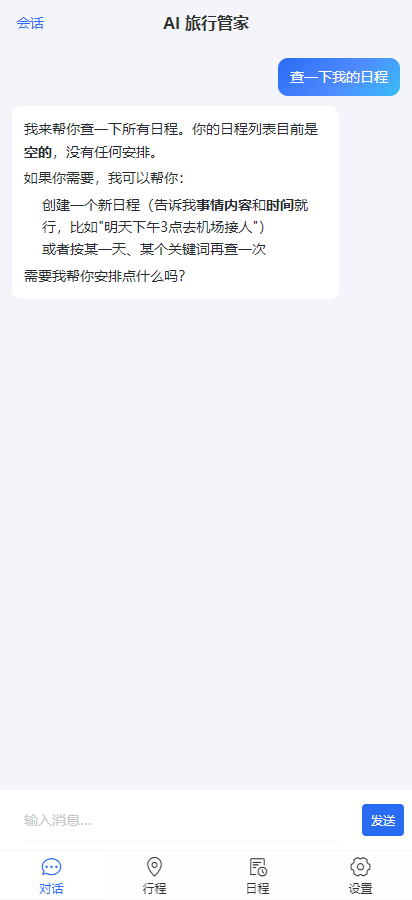 会话
AI 旅行管家
查一下我的日程
我来帮你查一下所有日程。你的日程列表目前是
空的，没有任何安排。
如果你需要，我可以帮你：
创建一个新日程（告诉我事情内容和时间就
行，比如"明天下午3点去机场接人"）
或者按某一天、某个关键词再查一次
需要我帮你安排点什么吗？
输入消息...
发送
对话
行程
日程
设置